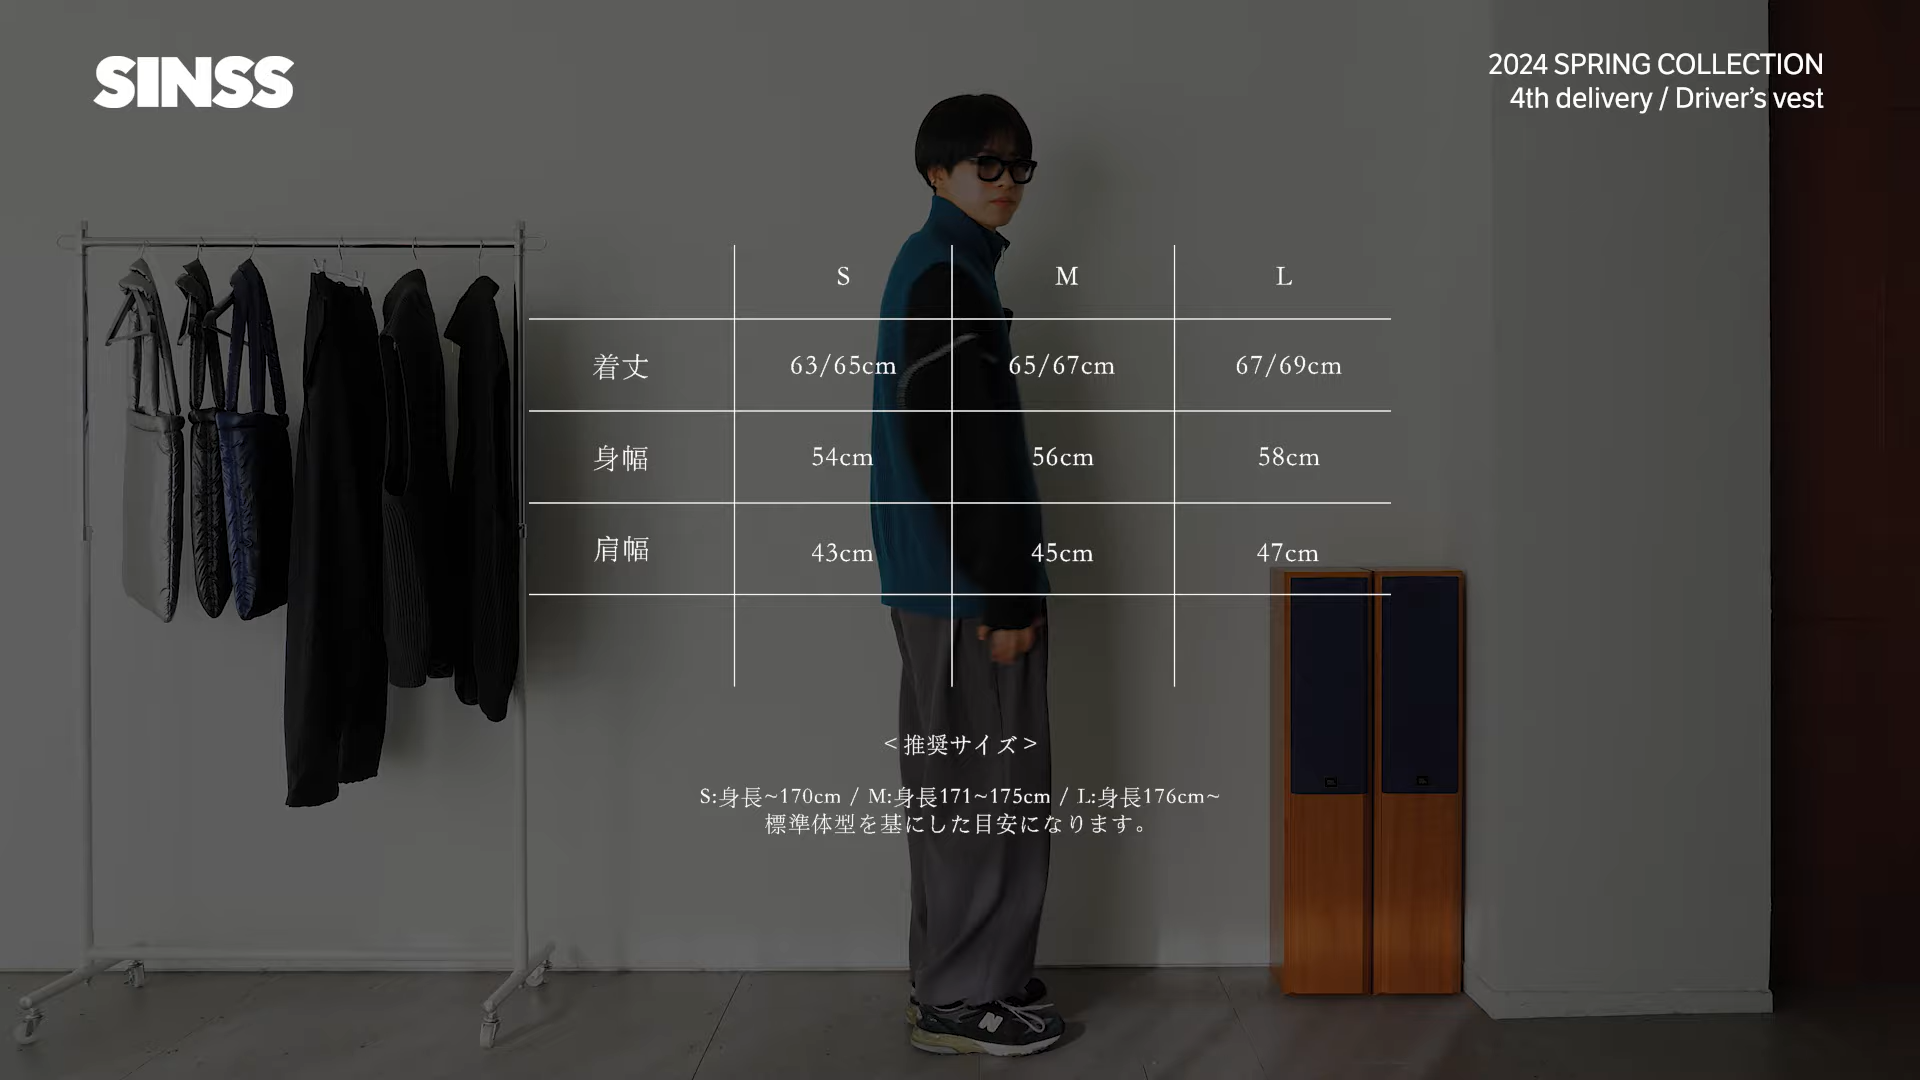 SINSS
2024 SPRING COLLECTION
4th delivery / Driver's vest
S M L
着丈 63/65cm 65/67cm 67/69cm
身幅 54cm 56cm 58cm
肩幅 43cm 45cm 47cm
<推奨サイズ>
S:身長~170cm / M:身長171~175cm / L:身長176cm~
標準体型を基にした目安になります。
N